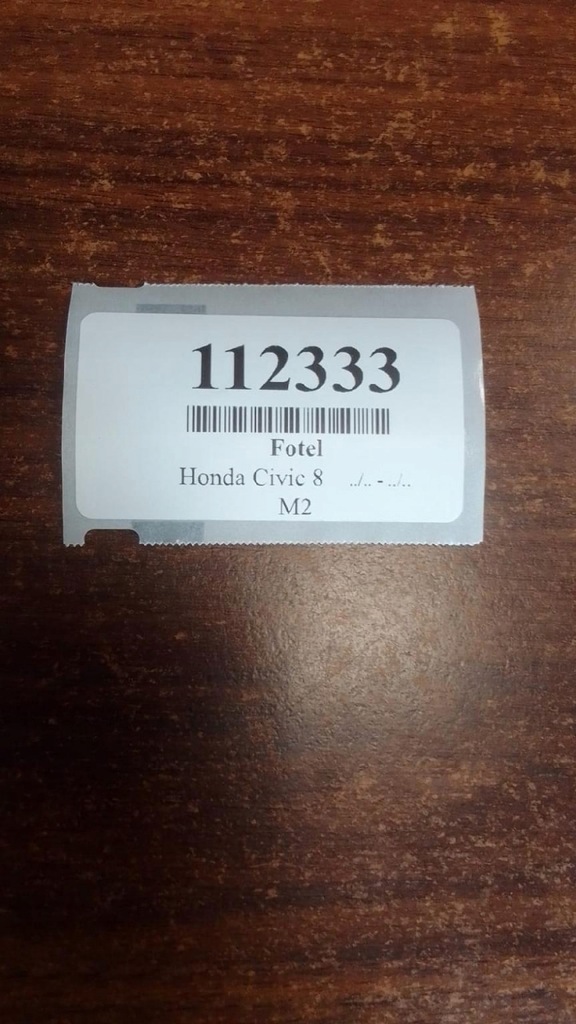 112333
Fotel
Honda Civic 8 ../.. - ../..
M2